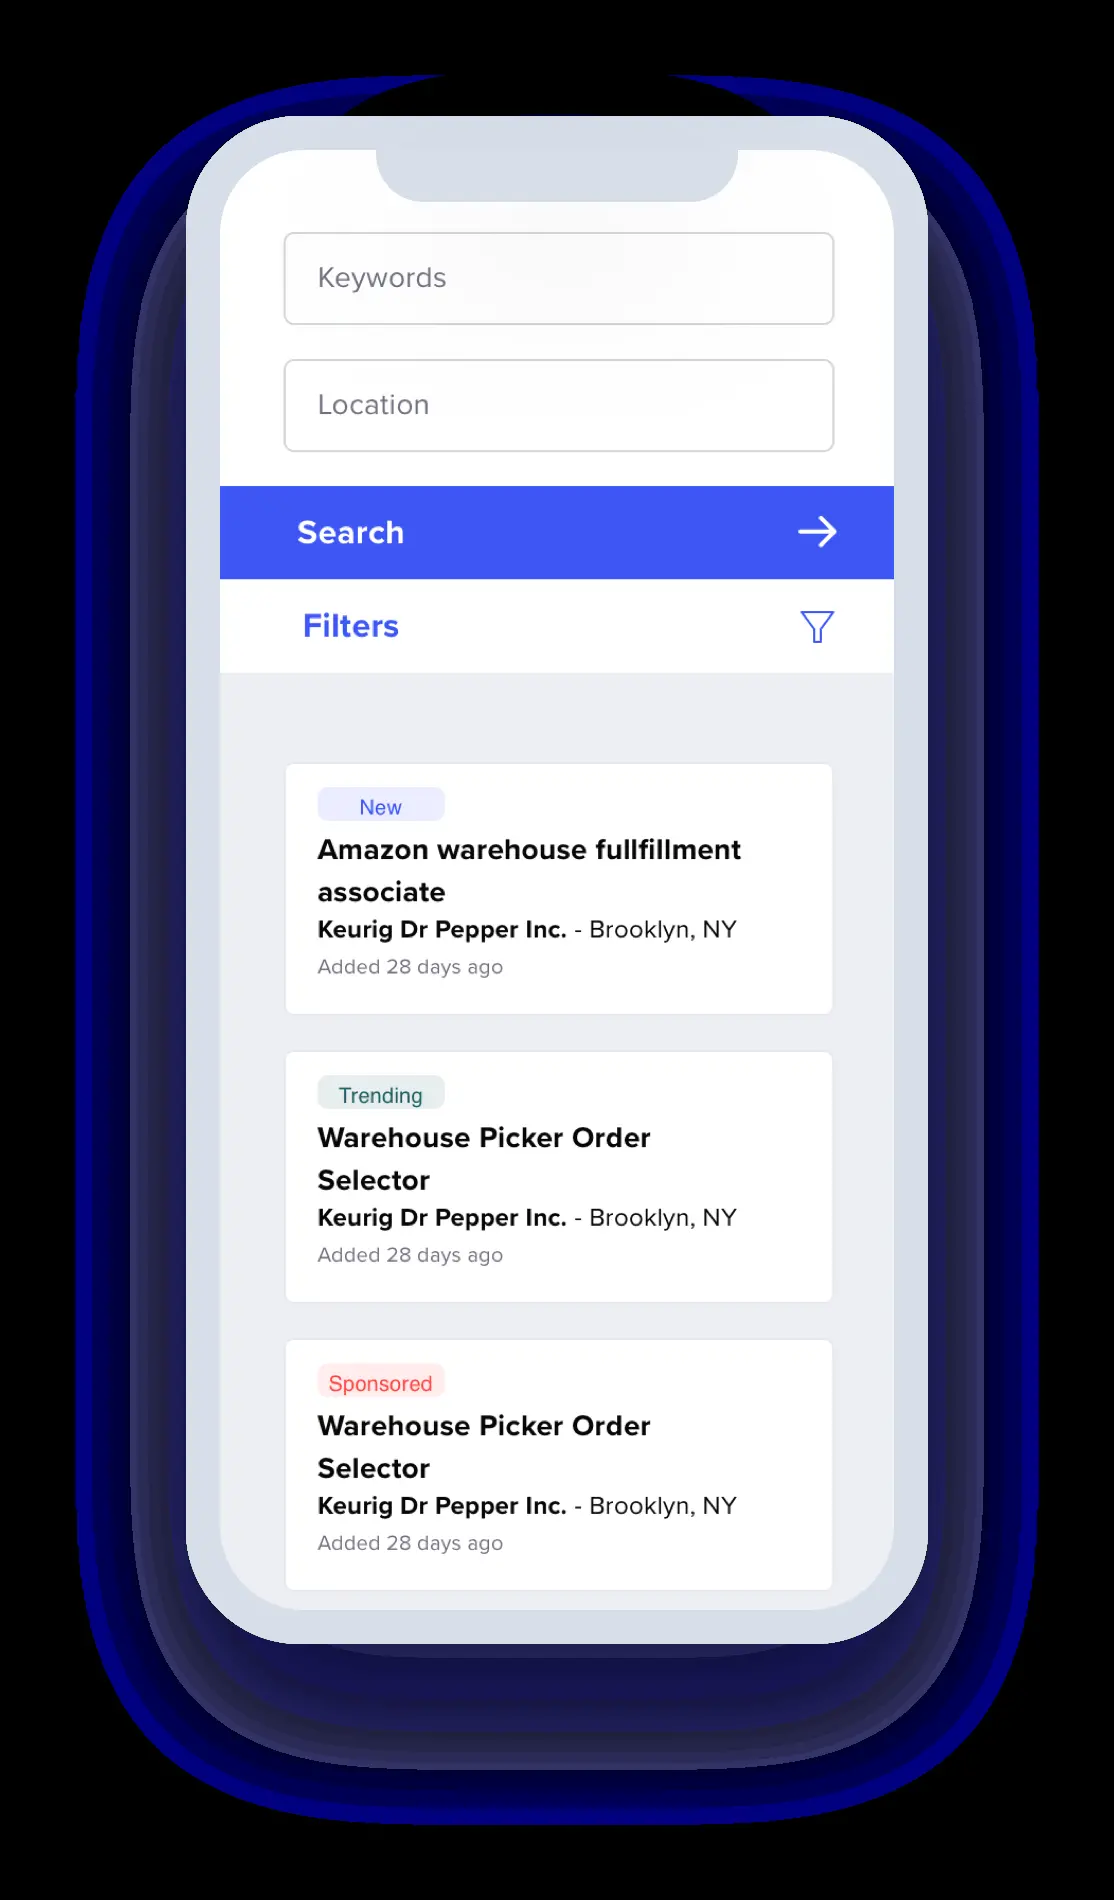 Keywords
Location
Search
Filters
New
Amazon warehouse fullfillment
associate
Keurig Dr Pepper Inc. - Brooklyn, NY
Added 28 days ago
Trending
Warehouse Picker Order
Selector
Keurig Dr Pepper Inc. - Brooklyn, NY
Added 28 days ago
Sponsored
Warehouse Picker Order
Selector
Keurig Dr Pepper Inc. - Brooklyn, NY
Added 28 days ago